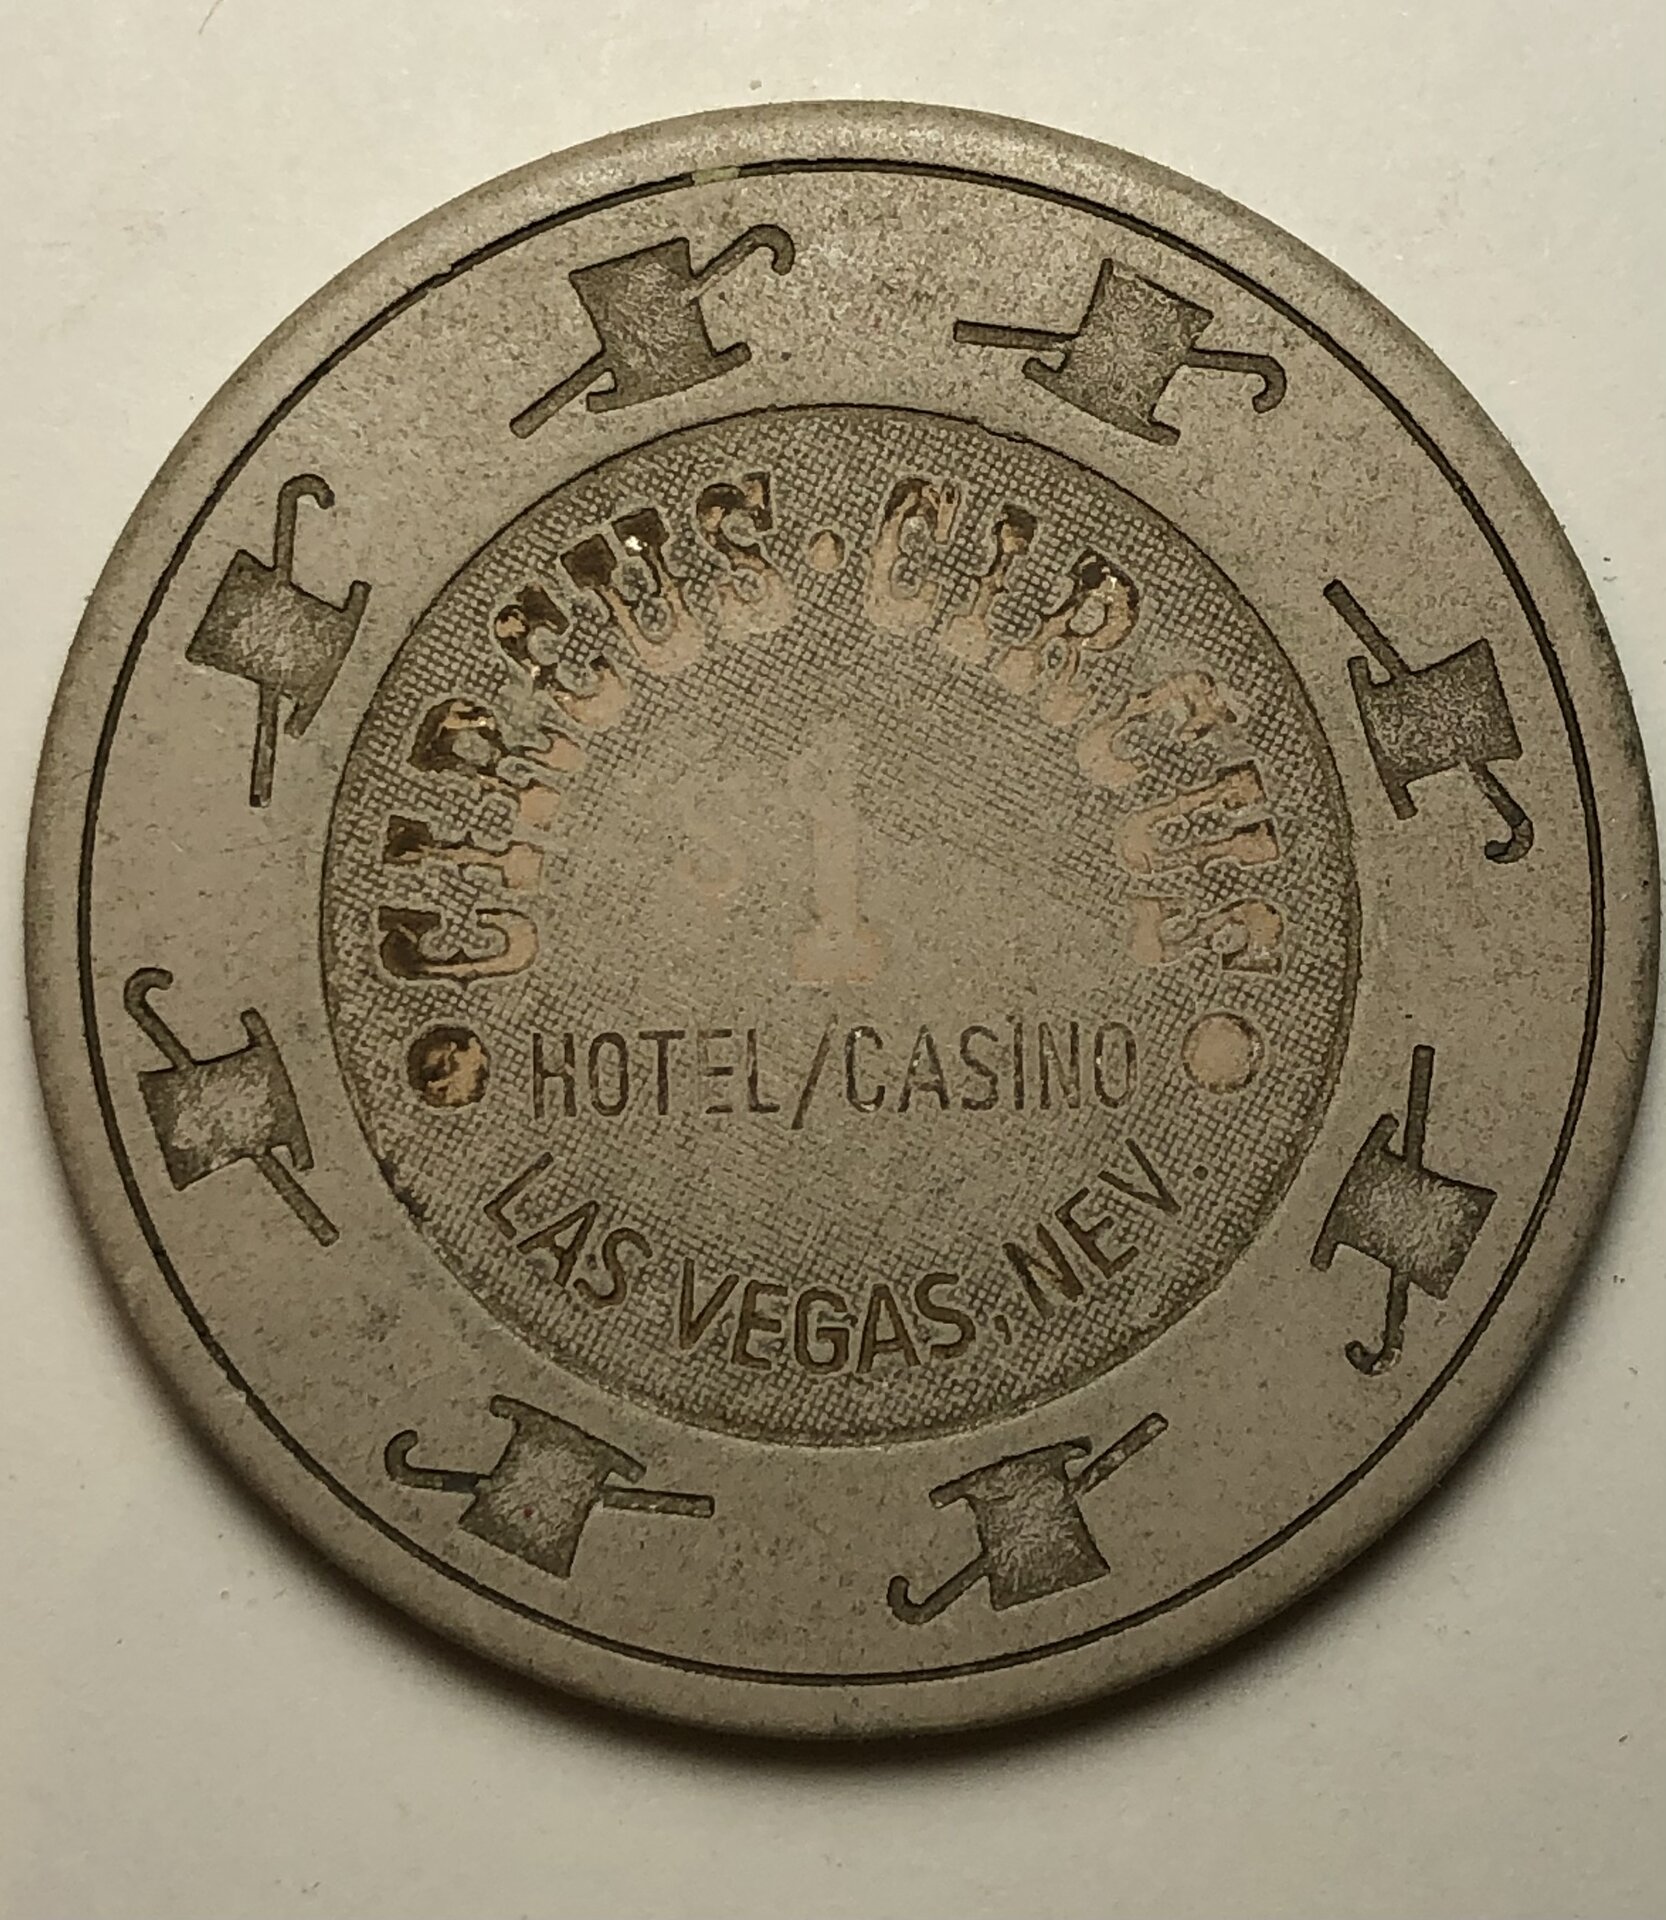 CIRCUS • CIRCUS
$1
• HOTEL/CASINO •
LAS VEGAS, NEV.